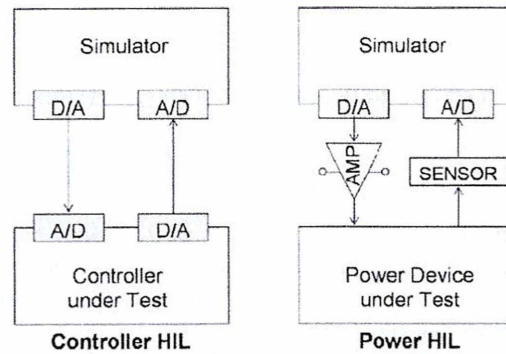 Simulator
D/A
A/D
A/D
D/A
Controller
under Test
Controller HIL
Simulator
D/A
A/D
AMP
SENSOR
Power Device
under Test
Power HIL